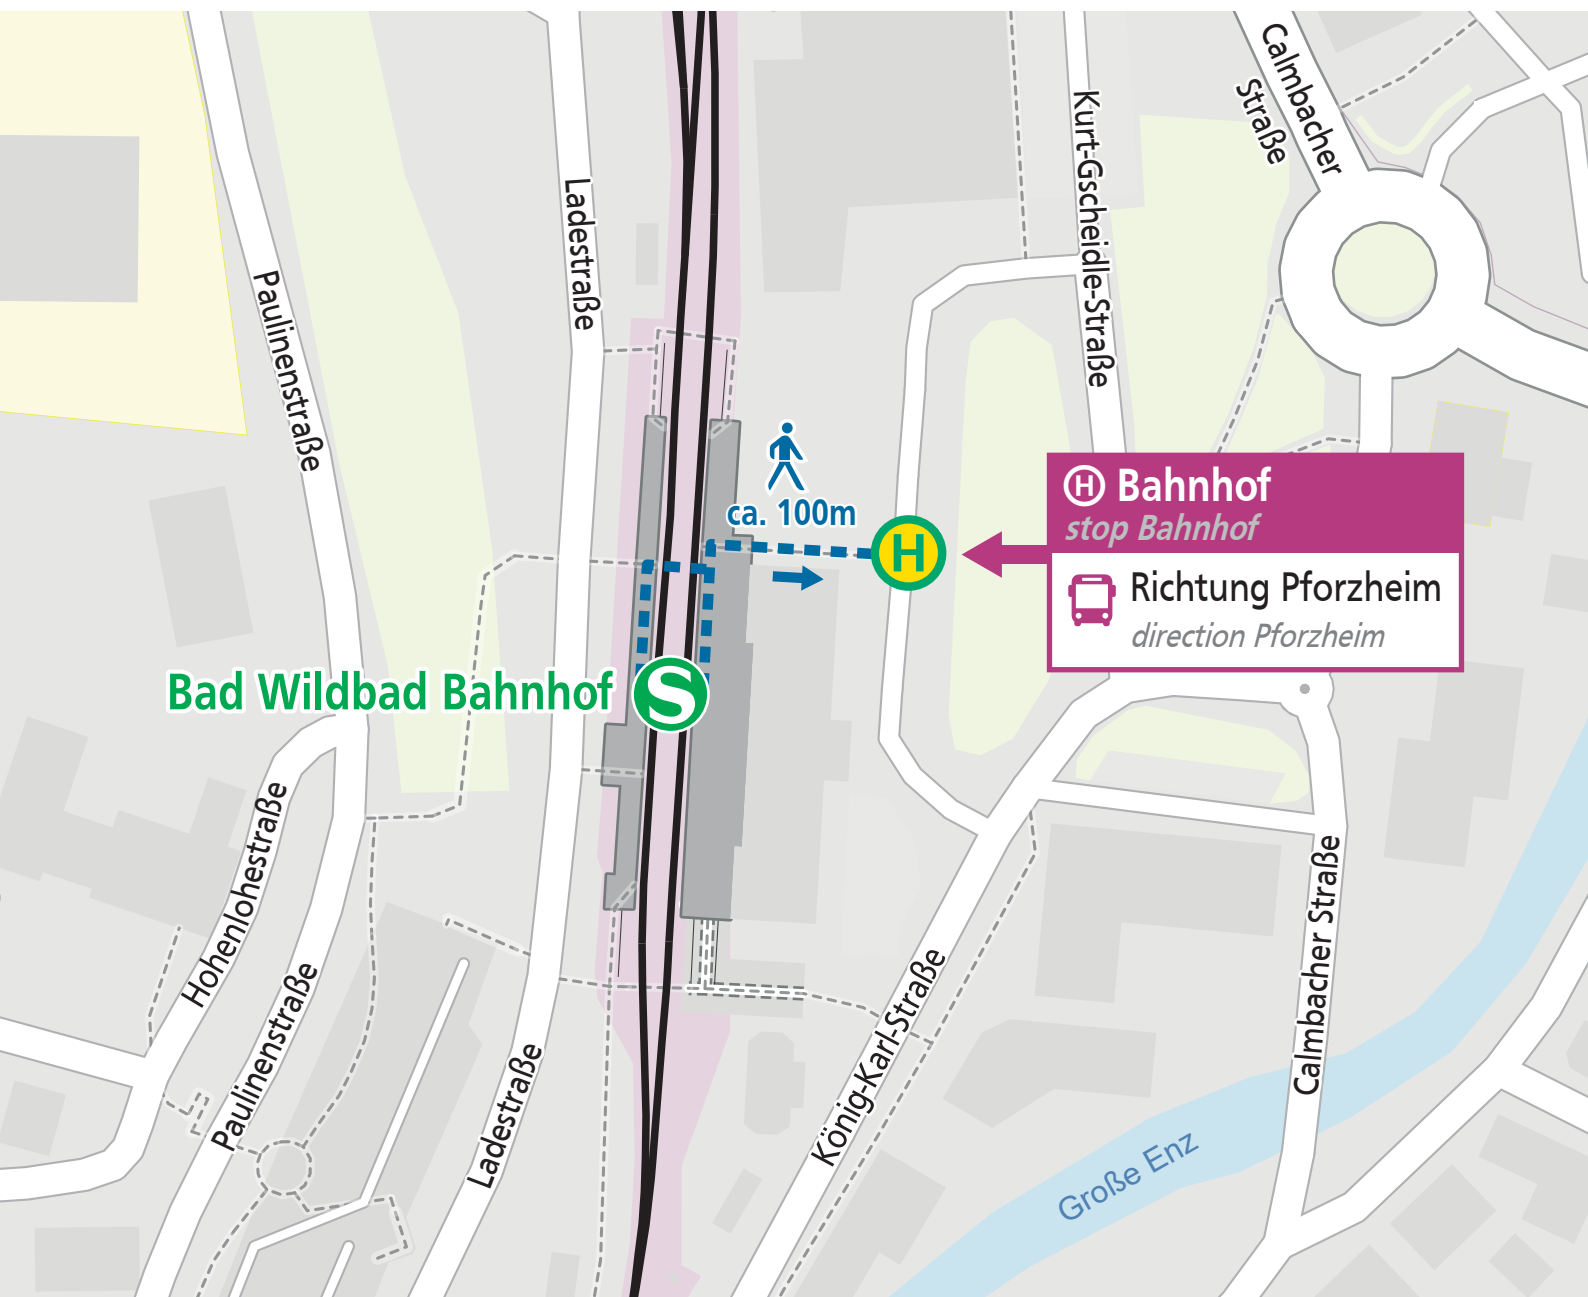 Calmbacher
Straße
Kurt-Gscheidle-Straße
Ladestraße
Paulinenstraße
ca. 100m
H
H Bahnhof
stop Bahnhof
Richtung Pforzheim
direction Pforzheim
Bad Wildbad Bahnhof
S
Hohenlohestraße
Paulinenstraße
Ladestraße
König-Karl-Straße
Calmbacher Straße
Große Enz